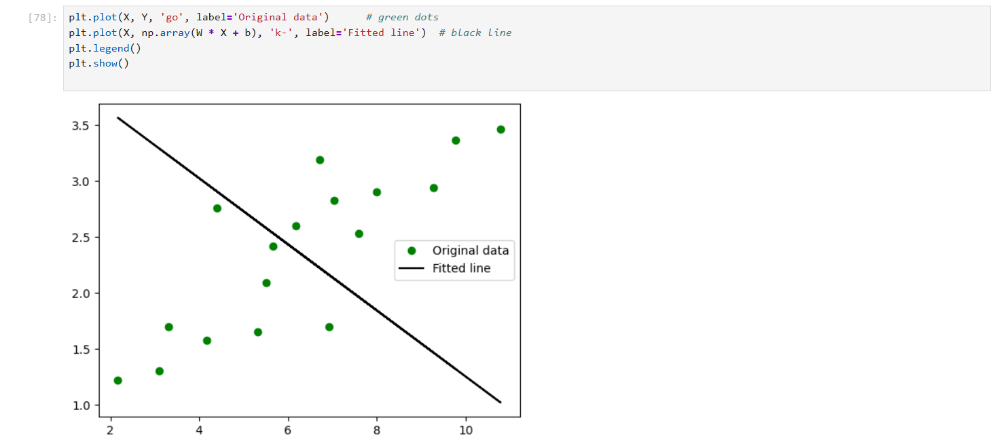 [78]: plt.plot(X, Y, 'go', label='Original data')      # green dots
plt.plot(X, np.array(W * X + b), 'k-', label='Fitted line')  # black line
plt.legend()
plt.show()
3.5
3.0
2.5
2.0
1.5
1.0
Original data
Fitted line
2 4 6 8 10